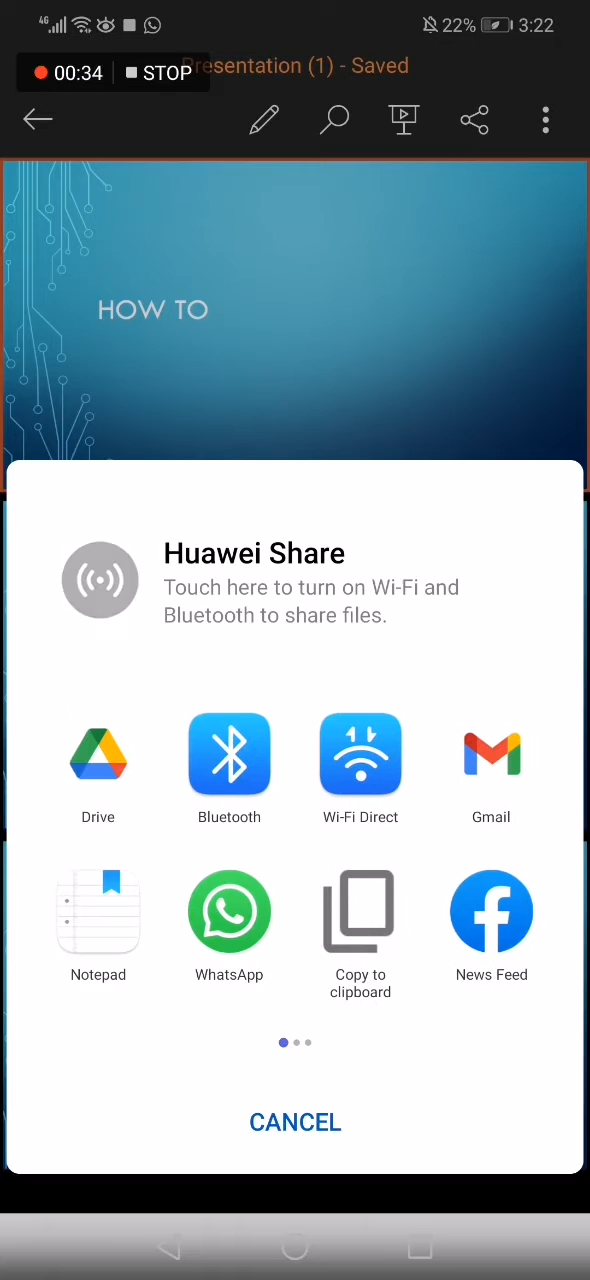 4G 22% 3:22
00:34 STOP resentation (1) - Saved
HOW TO
Huawei Share
Touch here to turn on Wi-Fi and
Bluetooth to share files.
Drive Bluetooth Wi-Fi Direct Gmail
Notepad WhatsApp Copy to clipboard News Feed
CANCEL